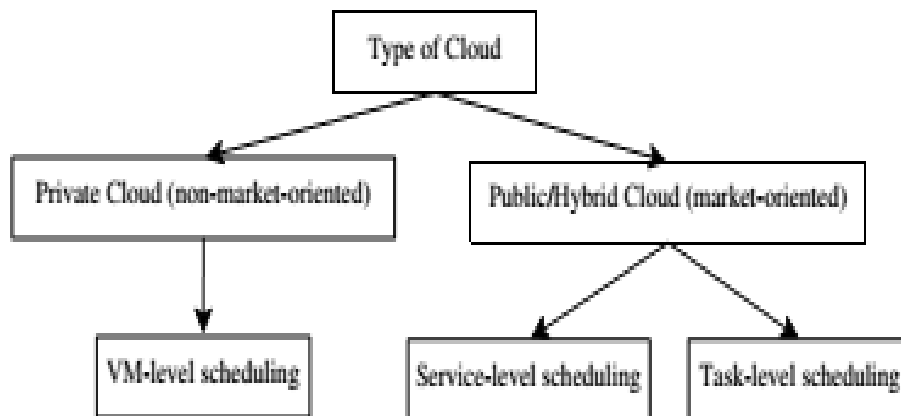 Type of Cloud
Private Cloud (non-market-oriented)
Public/Hybrid Cloud (market-oriented)
VM-level scheduling
Service-level scheduling
Task-level scheduling